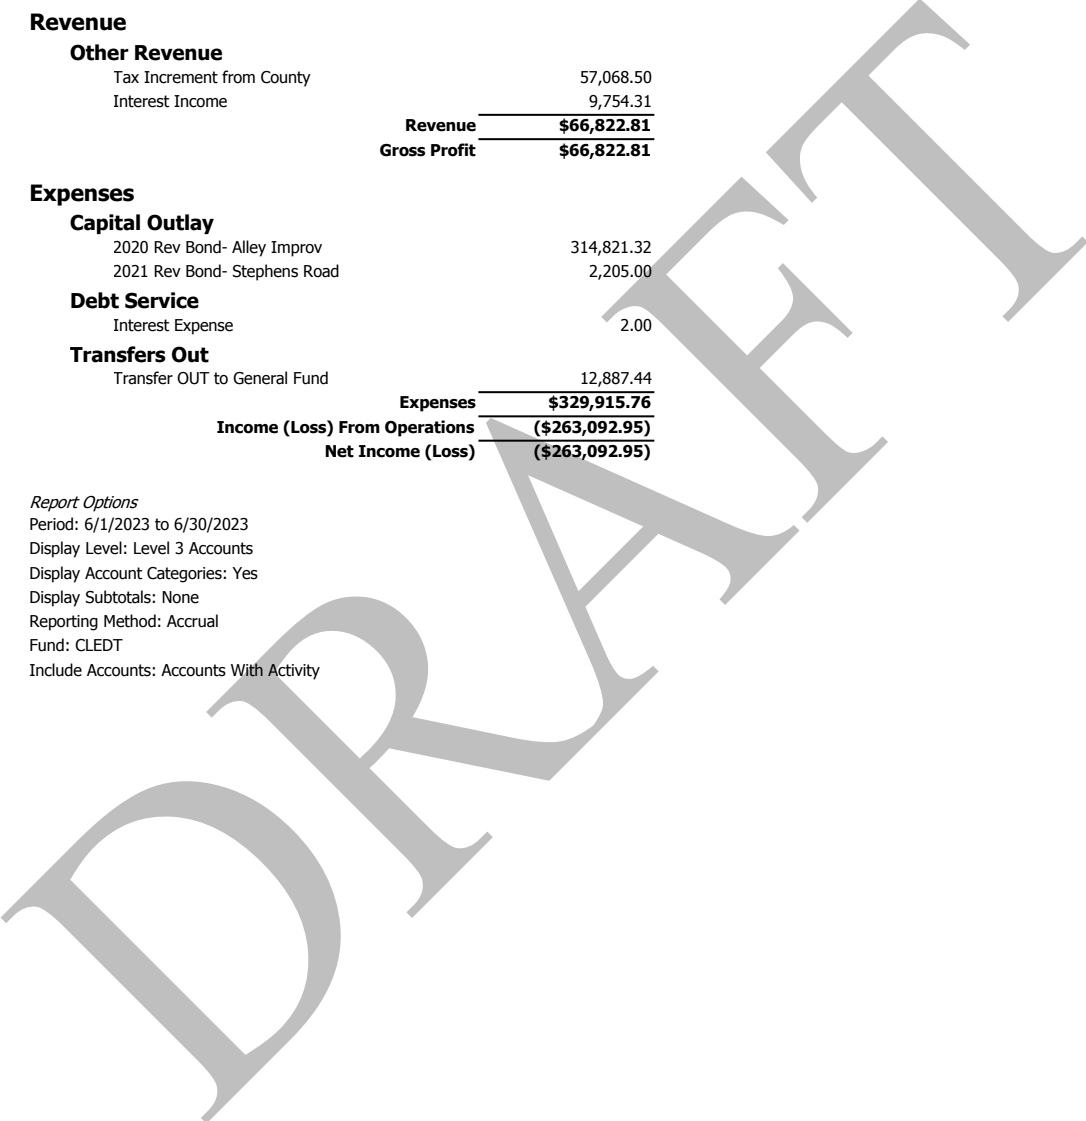 Revenue
Other Revenue
Tax Increment from County 57,068.50
Interest Income 9,754.31
Revenue $66,822.81
Gross Profit $66,822.81
Expenses
Capital Outlay
2020 Rev Bond- Alley Improv 314,821.32
2021 Rev Bond- Stephens Road 2,205.00
Debt Service
Interest Expense 2.00
Transfers Out
Transfer OUT to General Fund 12,887.44
Expenses $329,915.76
Income (Loss) From Operations ($263,092.95)
Net Income (Loss) ($263,092.95)
Report Options
Period: 6/1/2023 to 6/30/2023
Display Level: Level 3 Accounts
Display Account Categories: Yes
Display Subtotals: None
Reporting Method: Accrual
Fund: CLEDT
Include Accounts: Accounts With Activity
DRAFT